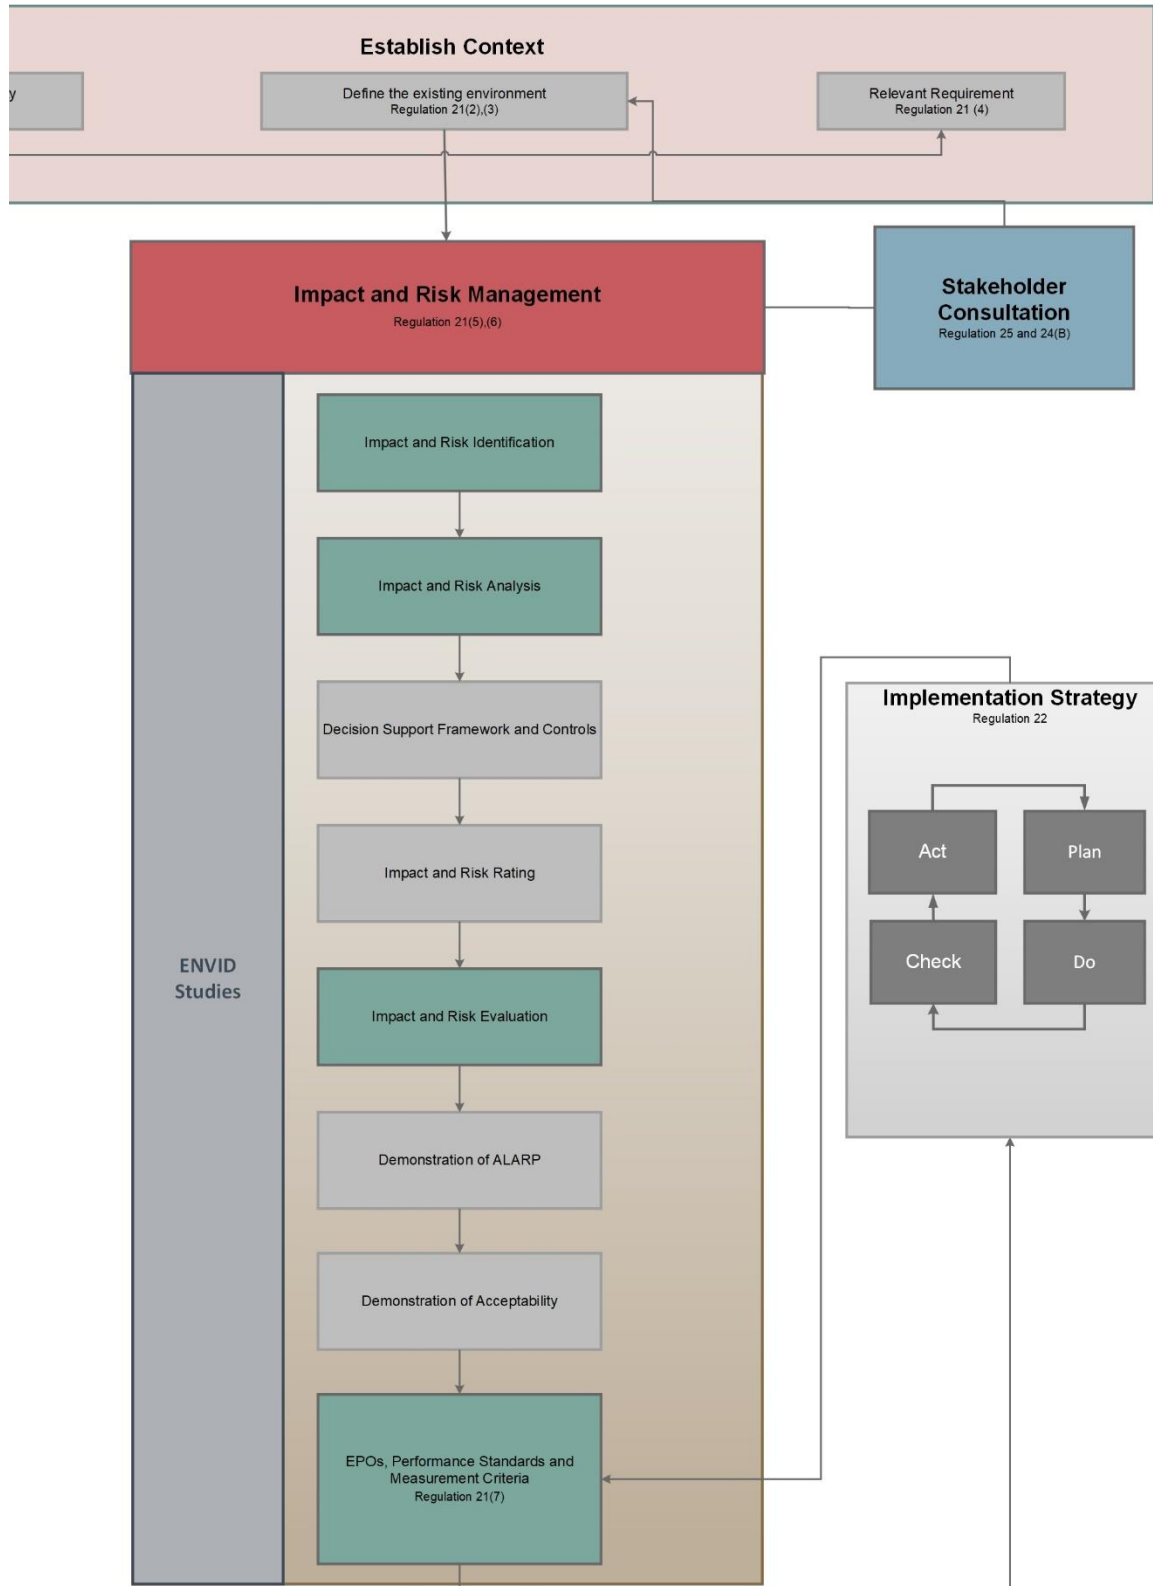 Establish Context
y
Define the existing environment
Regulation 21(2),(3)
Relevant Requirement
Regulation 21 (4)
Impact and Risk Management
Regulation 21(5),(6)
Stakeholder
Consultation
Regulation 25 and 24(B)
Impact and Risk Identification
Impact and Risk Analysis
Decision Support Framework and Controls
Impact and Risk Rating
Impact and Risk Evaluation
Demonstration of ALARP
Demonstration of Acceptability
EPOs, Performance Standards and
Measurement Criteria
Regulation 21(7)
ENVID
Studies
Implementation Strategy
Regulation 22
Act
Plan
Check
Do